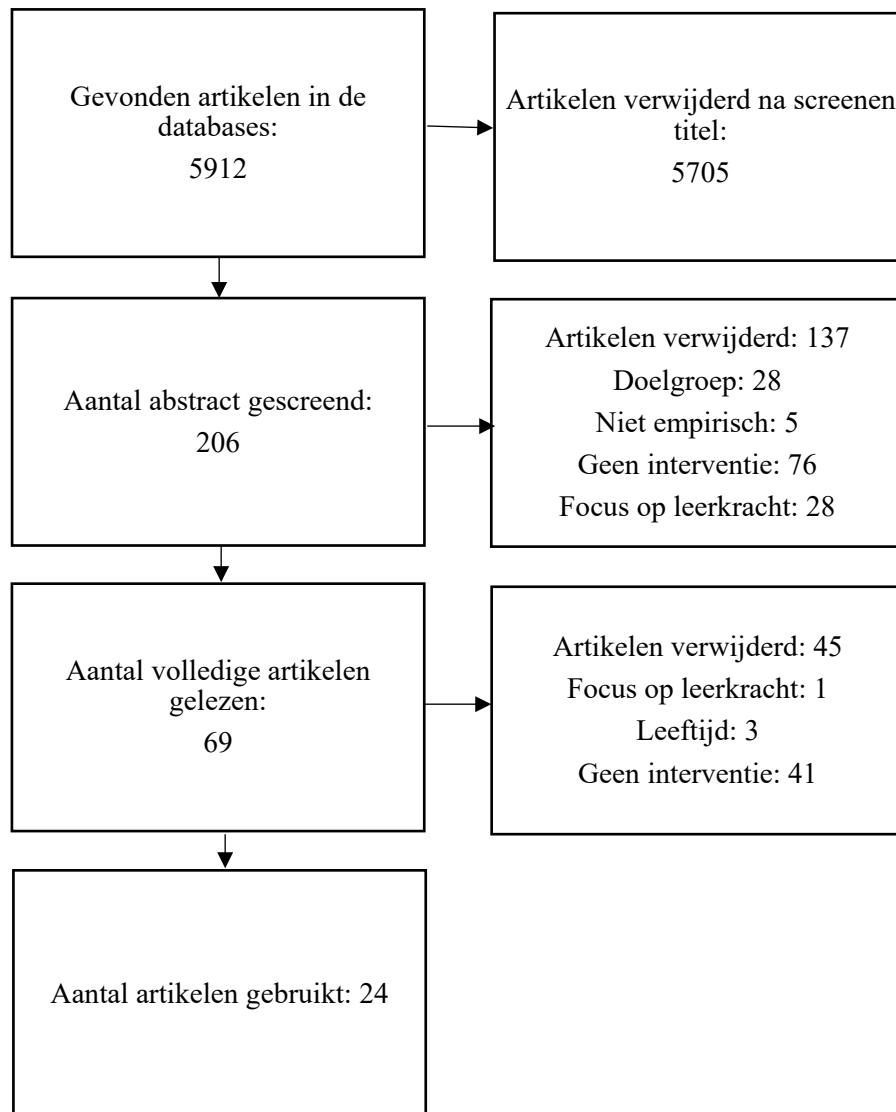 Gevonden artikelen in de
databases:
5912
Artikelen verwijderd na screenen
titel:
5705
Aantal abstract gescreend:
206
Artikelen verwijderd: 137
Doelgroep: 28
Niet empirisch: 5
Geen interventie: 76
Focus op leerkracht: 28
Aantal volledige artikelen
gelezen:
69
Artikelen verwijderd: 45
Focus op leerkracht: 1
Leeftijd: 3
Geen interventie: 41
Aantal artikelen gebruikt: 24